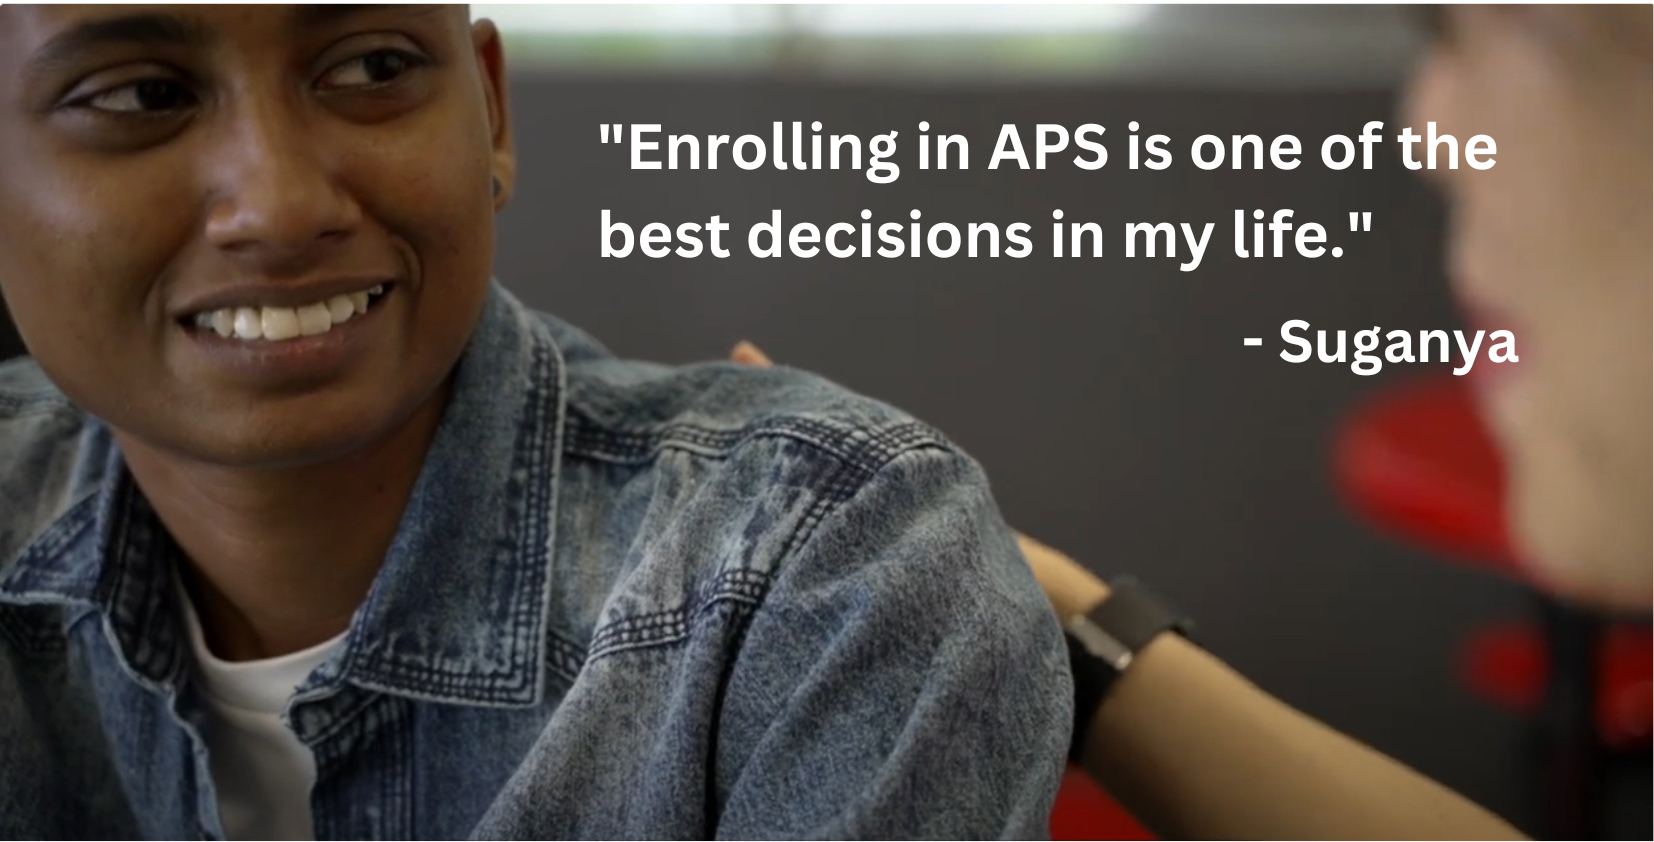 "Enrolling in APS is one of the
best decisions in my life."
- Suganya